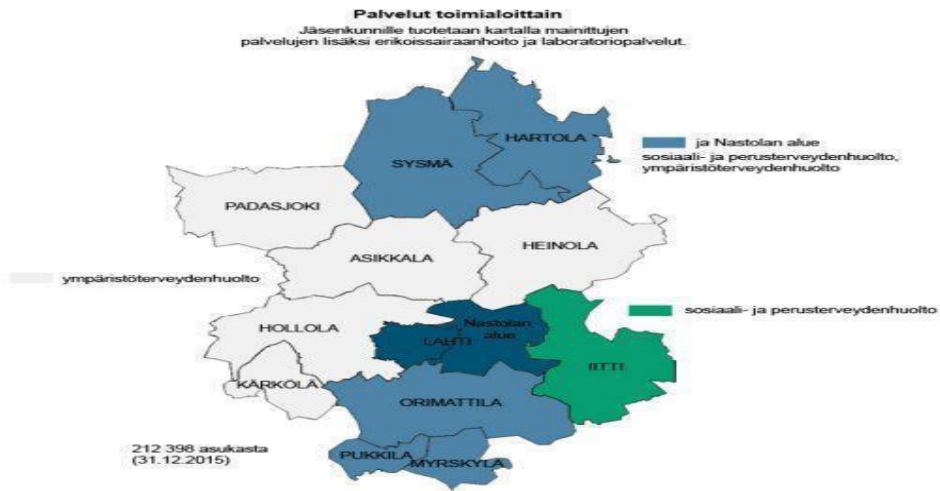 Palvelut toimialoittain
Jäsenkunnille tuotetaan kartalla mainittujen
palvelujen lisäksi erikoissairaanhoito ja laboratoriopalvelut.
HARTOLA
SYSMÄ
ja Nastolan alue
sosiaali- ja perusterveydenhuolto,
ympäristöterveydenhuolto
PADASJOKI
HEINOLA
ASIKKALA
ympäristöterveydenhuolto
sosiaali- ja perusterveydenhuolto
HOLLOLA
Nastolan
alue
LAHTI
IITTI
KÄRKÖLÄ
ORIMATTILA
212 398 asukasta
(31.12.2015)
PUKKILA
MYRSKYLÄ